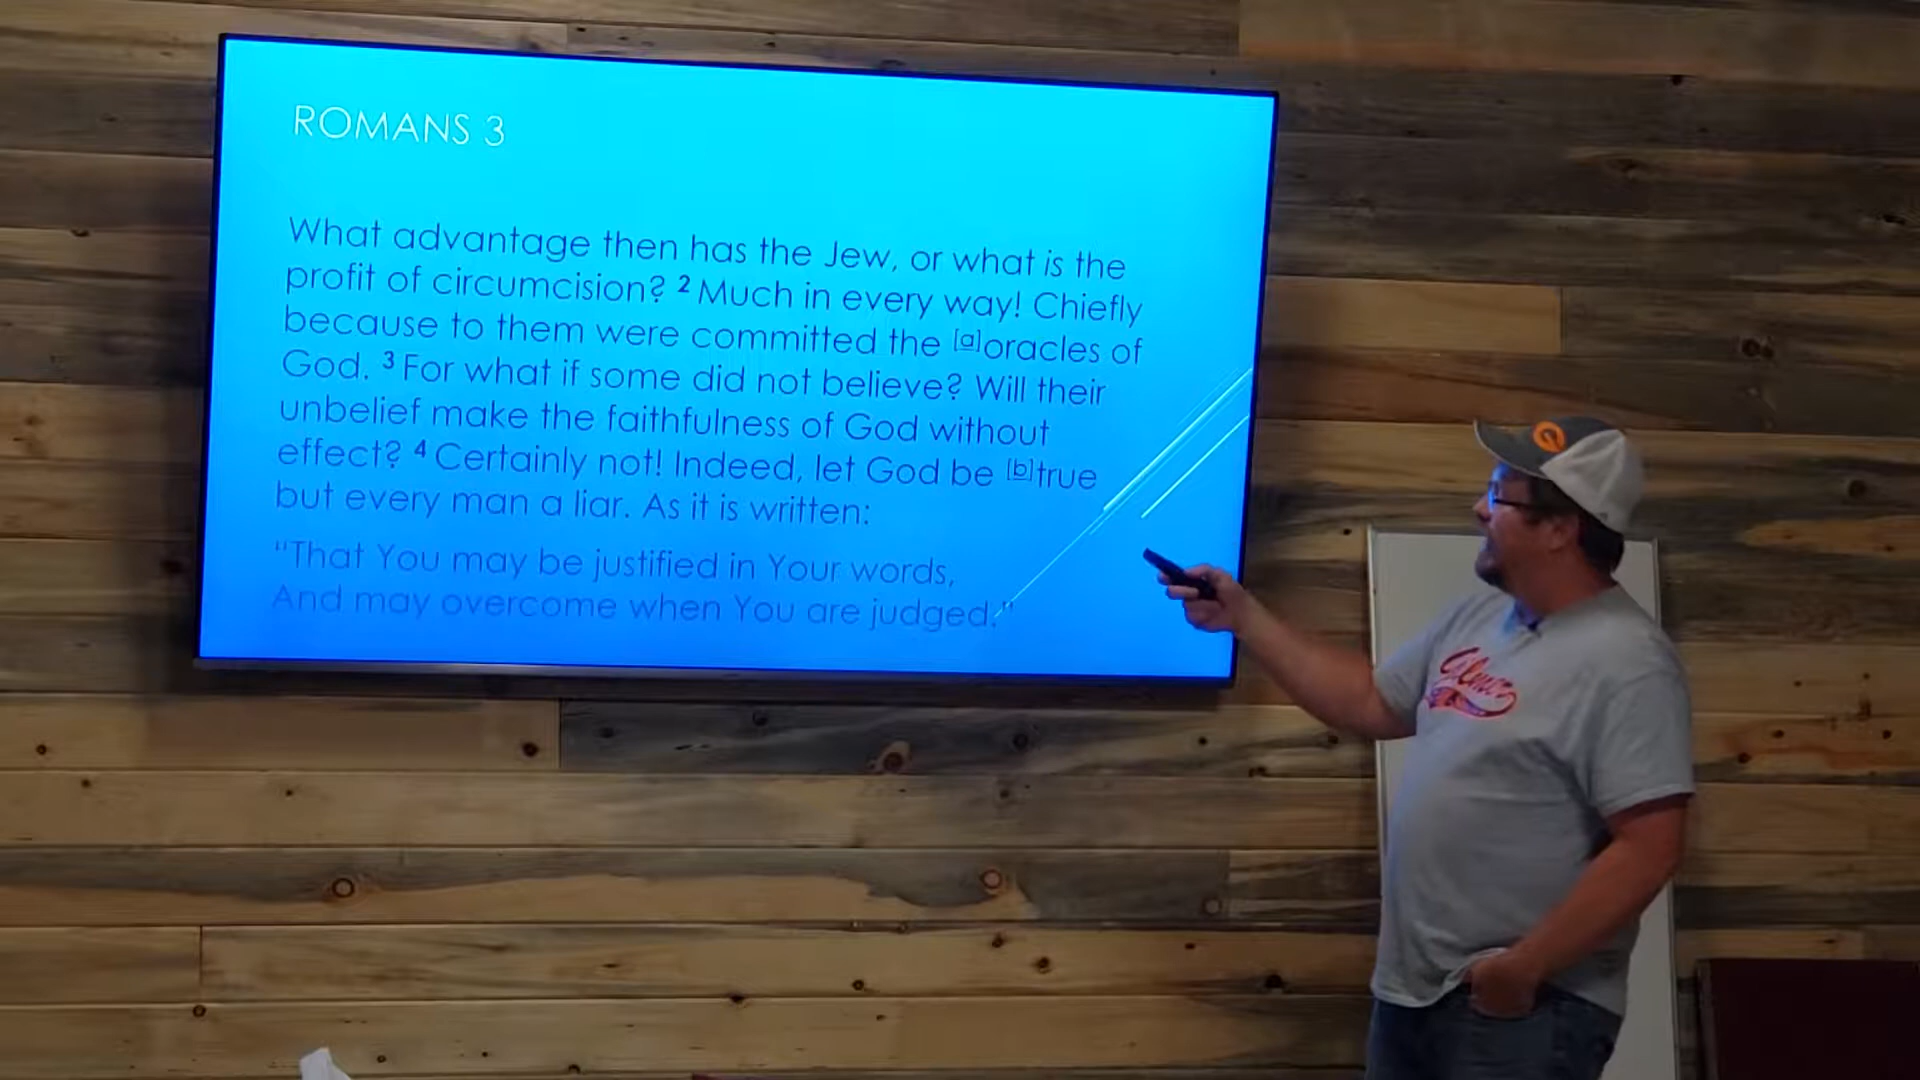 ROMANS 3
What advantage then has the Jew, or what is the
profit of circumcision? 2 Much in every way! Chiefly
because to them were committed the [a]oracles of
God. 3 For what if some did not believe? Will their
unbelief make the faithfulness of God without
effect? 4 Certainly not! Indeed, let God be [b]true
but every man a liar. As it is written:
“That You may be justified in Your words,
And may overcome when You are judged.”
G